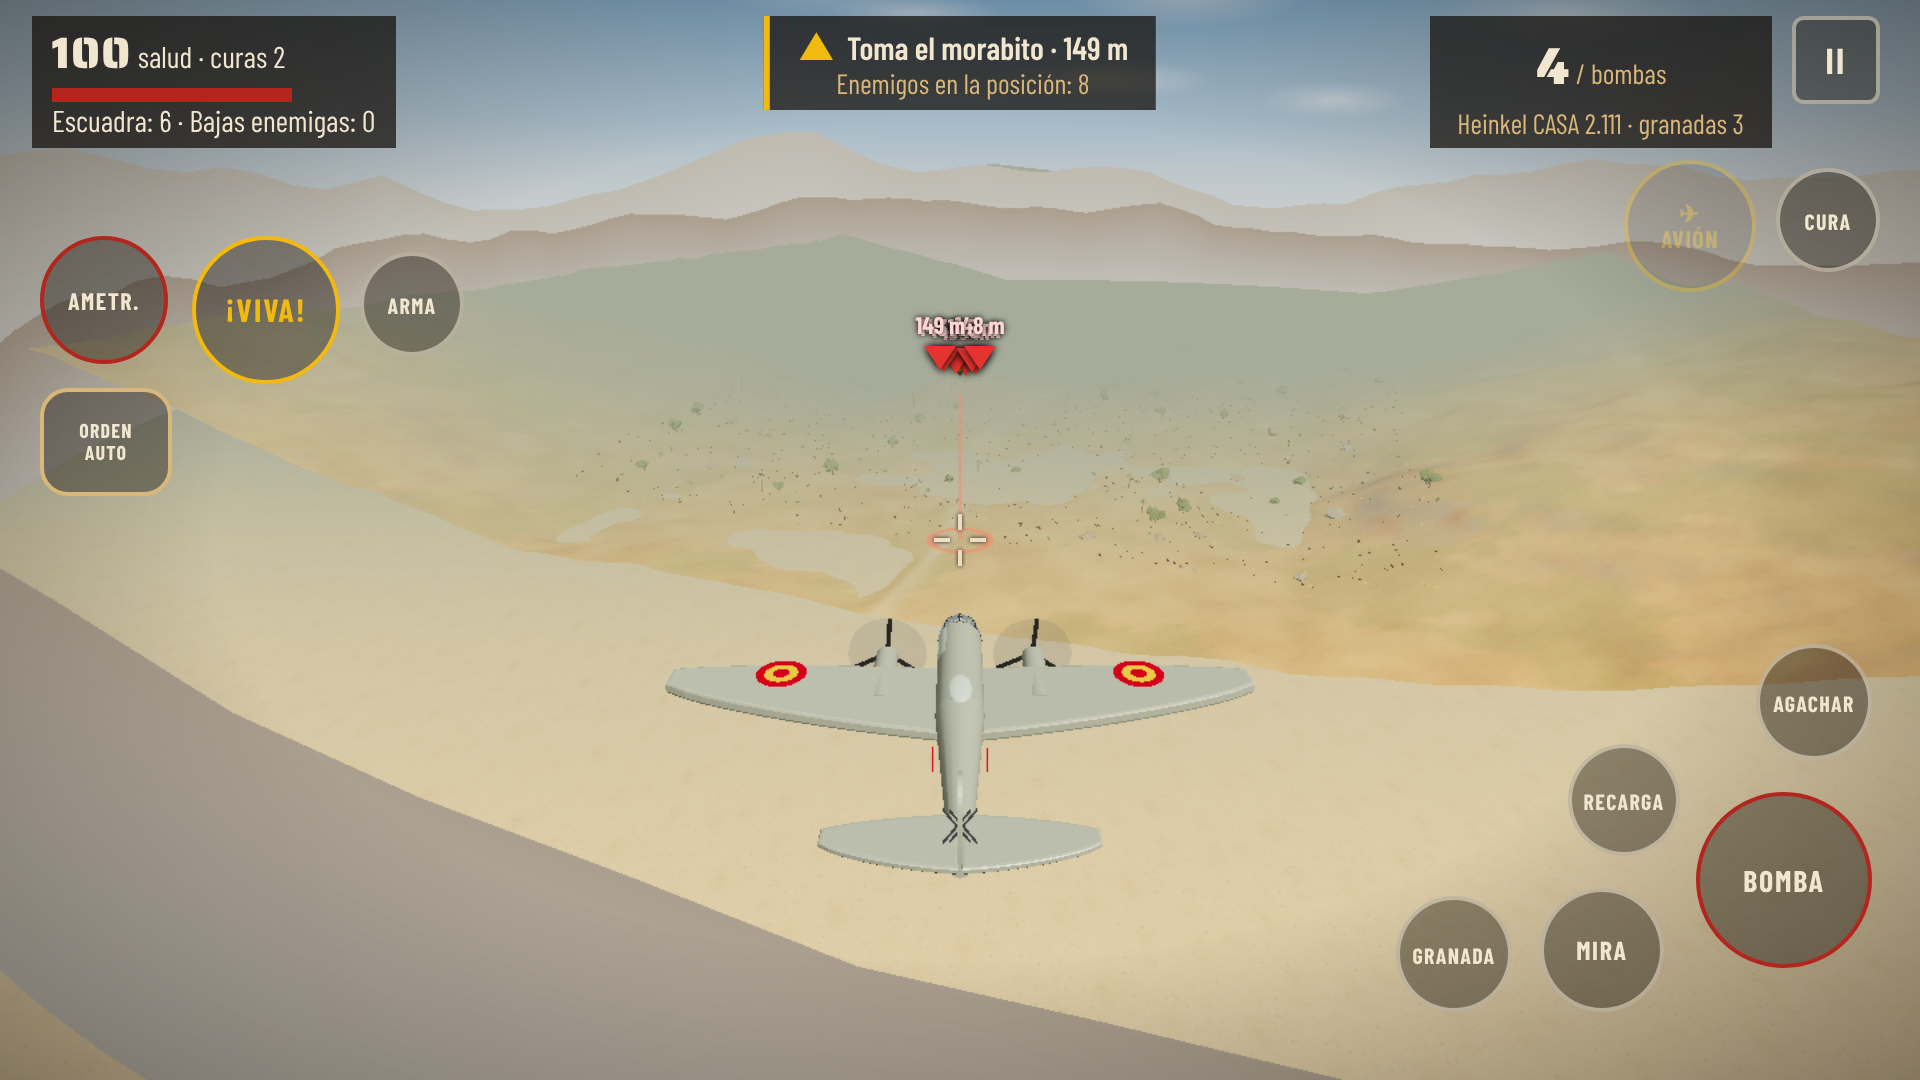 100 salud · curas 2
Escuadra: 6 · Bajas enemigas: 0
Toma el morabito · 149 m
Enemigos en la posición: 8
4 / bombas
Heinkel CASA 2.111 · granadas 3
AVIÓN
CURA
AMETR.
¡VIVA!
ARMA
149 m
8 m
ORDEN
AUTO
AGACHAR
RECARGA
BOMBA
GRANADA
MIRA